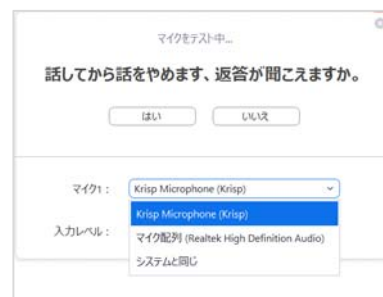 マイクをテスト中...
話してから話をやめます、返答が聞こえますか。
はい いいえ
マイク1： Krisp Microphone (Krisp)
Krisp Microphone (Krisp)
入力レベル： マイク配列 (Realtek High Definition Audio)
システムと同じ